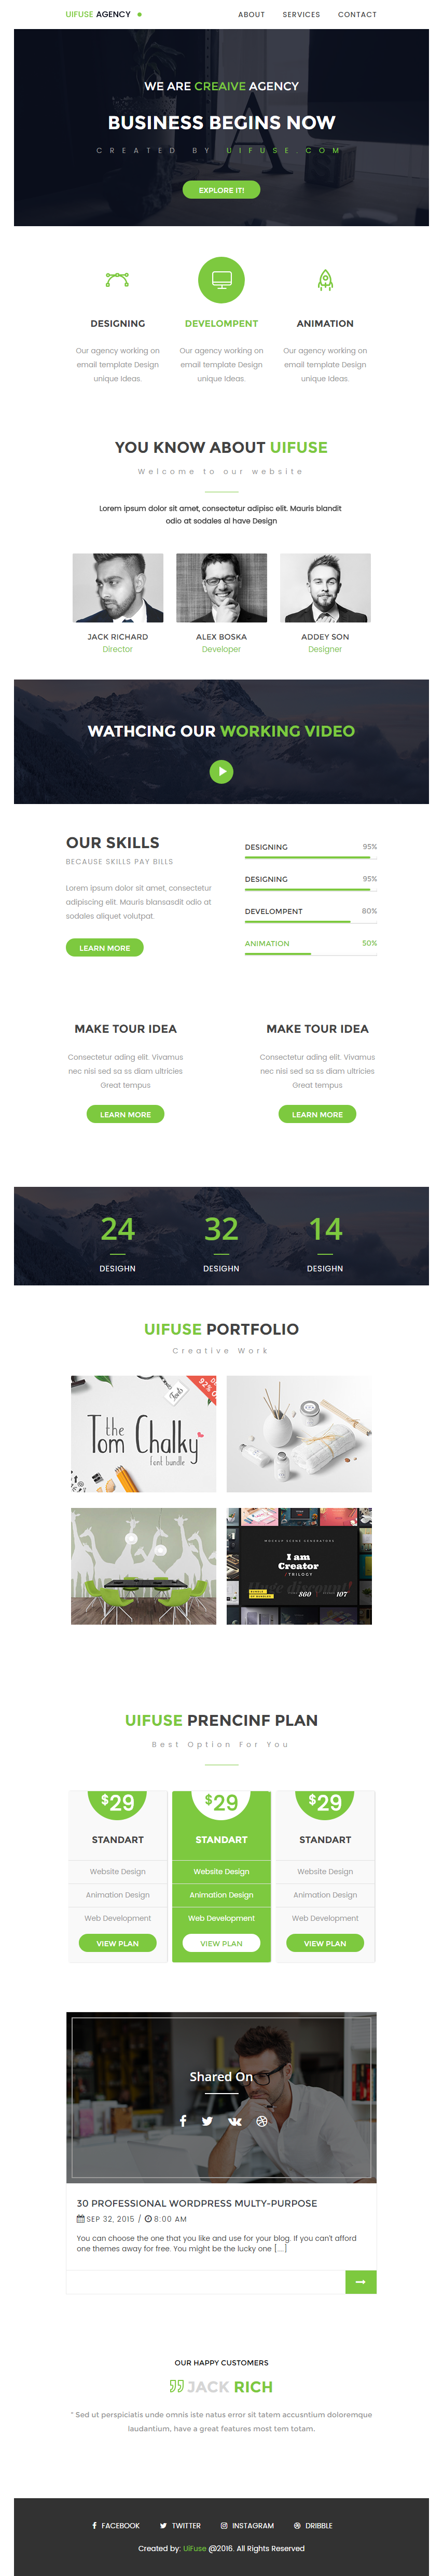 UIFUSE AGENCY
ABOUT SERVICES CONTACT
WE ARE CREAIVE AGENCY
BUSINESS BEGINS NOW
CREATED BY UIFUSE.COM
EXPLORE IT!
DESIGNING
Our agency working on
email template Design
unique Ideas.
DEVELOMPENT
Our agency working on
email template Design
unique Ideas
ANIMATION
Our agency working on
email template Design
unique Ideas
YOU KNOW ABOUT UIFUSE
Welcome to our website
Lorem ipsum dolor sit amet, consectetur adipisc elit. Mauris blandit
odio at sodales al have Design
JACK RICHARD
Director
ALEX BOSKA
Developer
ADDEY SON
Designer
WATHCING OUR WORKING VIDEO
OUR SKILLS
BECAUSE SKILLS PAY BILLS
Lorem ipsum dolor sit amet, consectetur
adipiscing elit. Mauris blansasdit odio at
sodales aliquet volutpat.
LEARN MORE
DESIGNING 95%
DESIGNING 95%
DEVELOMPENT 80%
ANIMATION 50%
MAKE TOUR IDEA
Consectetur ading elit. Vivamus
nec nisi sed sa ss diam ultricies
Great tempus
LEARN MORE
MAKE TOUR IDEA
Consectetur ading elit. Vivamus
nec nisi sed sa ss diam ultricies
Great tempus
LEARN MORE
24
DESIGHN
32
DESIGHN
14
DESIGHN
UIFUSE PORTFOLIO
Creative Work
Tools
92% O
the
Tom Chalky
font bundle
MOCKUP SCENE GENERATORS
I am
Creator
/TRILOGY
Huge discount!
860 107
UIFUSE PRENCINF PLAN
Best Option For You
$29
STANDART
Website Design
Animation Design
Web Development
VIEW PLAN
$29
STANDART
Website Design
Animation Design
Web Development
VIEW PLAN
$29
STANDART
Website Design
Animation Design
Web Development
VIEW PLAN
Shared On
30 PROFESSIONAL WORDPRESS MULTY-PURPOSE
SEP 32, 2015 / 8:00 AM
You can choose the one that you like and use for your blog. If you can't afford
one themes away for free. You might be the lucky one [....]
OUR HAPPY CUSTOMERS
JACK RICH
" Sed ut perspiciatis unde omnis iste natus error sit tatem accusntium doloremque
laudantium, have a great features most tem totam.
FACEBOOK TWITTER INSTAGRAM DRIBBLE
Created by: UiFuse @2016. All Rights Reserved